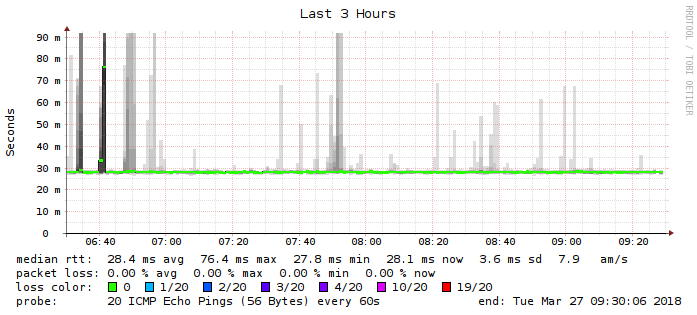 Last 3 Hours
RRDTOOL / TOBI OETIKER
Seconds
90 m
80 m
70 m
60 m
50 m
40 m
30 m
20 m
10 m
0
06:40 07:00 07:20 07:40 08:00 08:20 08:40 09:00 09:20
median rtt: 28.4 ms avg 76.4 ms max 27.8 ms min 28.1 ms now 3.6 ms sd 7.9 am/s
packet loss: 0.00 % avg 0.00 % max 0.00 % min 0.00 % now
loss color: 0 1/20 2/20 3/20 4/20 10/20 19/20
probe: 20 ICMP Echo Pings (56 Bytes) every 60s end: Tue Mar 27 09:30:06 2018